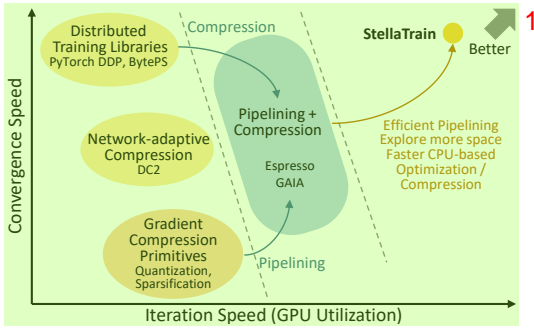 Distributed
Training Libraries
PyTorch DDP, BytePS
Compression
StellaTrain
Better
1
Pipelining +
Compression
Espresso
GAIA
Network-adaptive
Compression
DC2
Efficient Pipelining
Explore more space
Faster CPU-based
Optimization /
Compression
Gradient
Compression
Primitives
Quantization,
Sparsification
Pipelining
Convergence Speed
Iteration Speed (GPU Utilization)